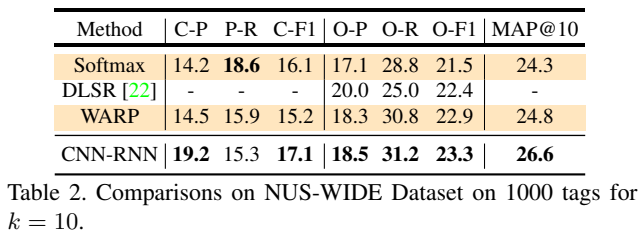 Method C-P P-R C-F1 O-P O-R O-F1 MAP@10
Softmax 14.2 18.6 16.1 17.1 28.8 21.5 24.3
DLSR [22] - - - 20.0 25.0 22.4 -
WARP 14.5 15.9 15.2 18.3 30.8 22.9 24.8
CNN-RNN 19.2 15.3 17.1 18.5 31.2 23.3 26.6
Table 2. Comparisons on NUS-WIDE Dataset on 1000 tags for
k = 10.